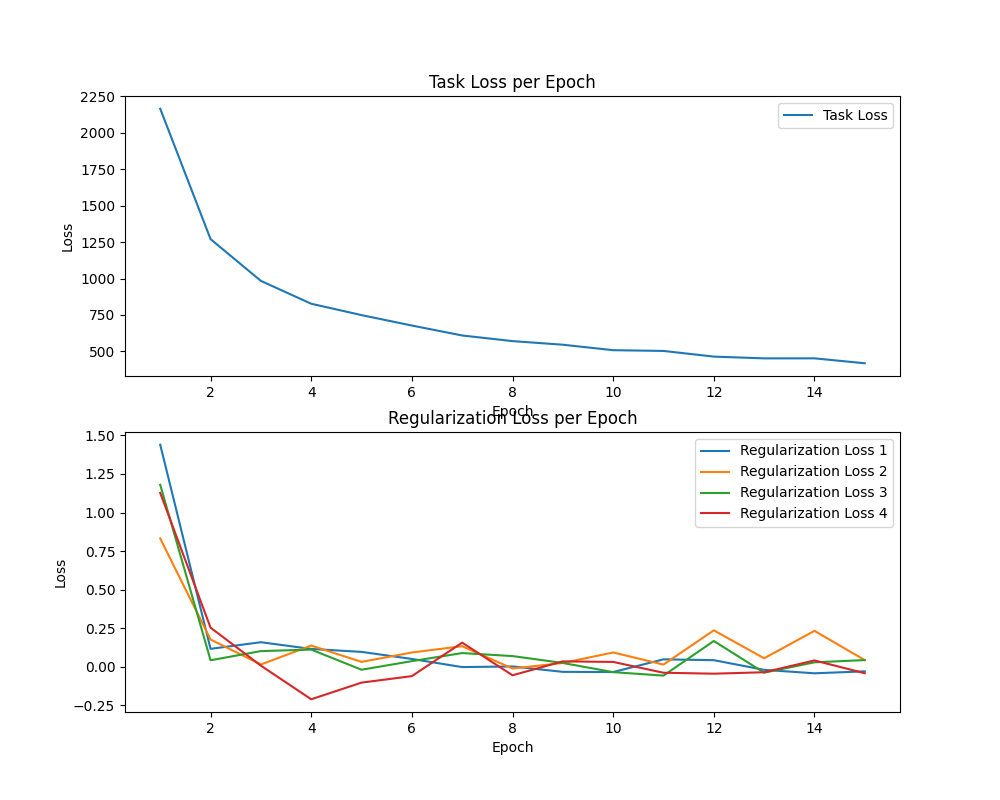 Task Loss per Epoch
Task Loss
2250
2000
1750
1500
1250
1000
750
500
Loss
2 4 6 8 10 12 14
Epoch
Regularization Loss per Epoch
Regularization Loss 1
Regularization Loss 2
Regularization Loss 3
Regularization Loss 4
1.50
1.25
1.00
0.75
0.50
0.25
0.00
−0.25
Loss
2 4 6 8 10 12 14
Epoch